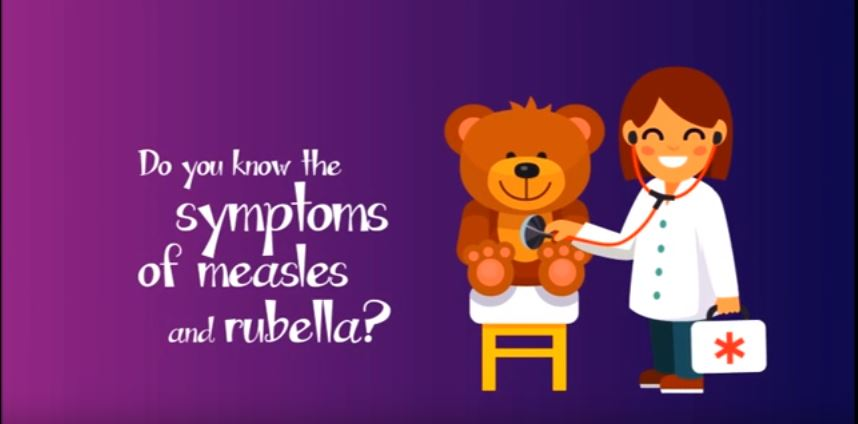 Do you know the
symptoms
of measles
and rubella?